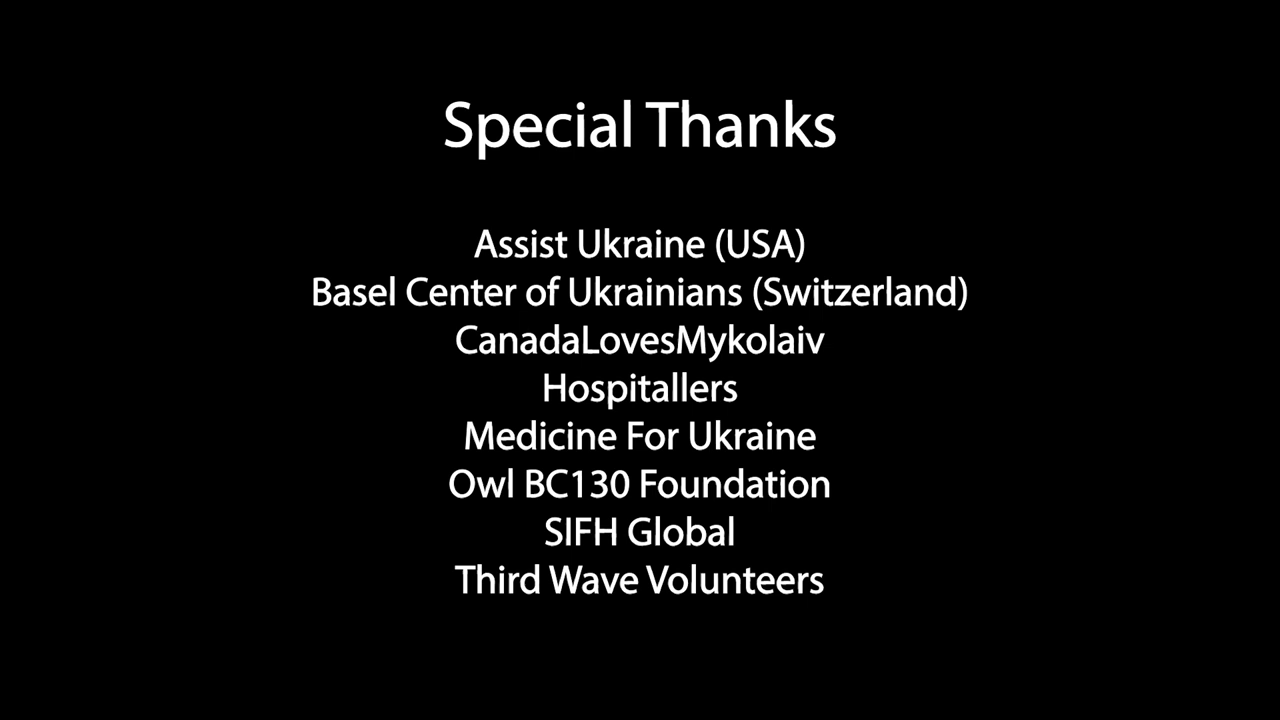 Special Thanks
Assist Ukraine (USA)
Basel Center of Ukrainians (Switzerland)
CanadaLovesMykolaiv
Hospitallers
Medicine For Ukraine
Owl BC130 Foundation
SIFH Global
Third Wave Volunteers